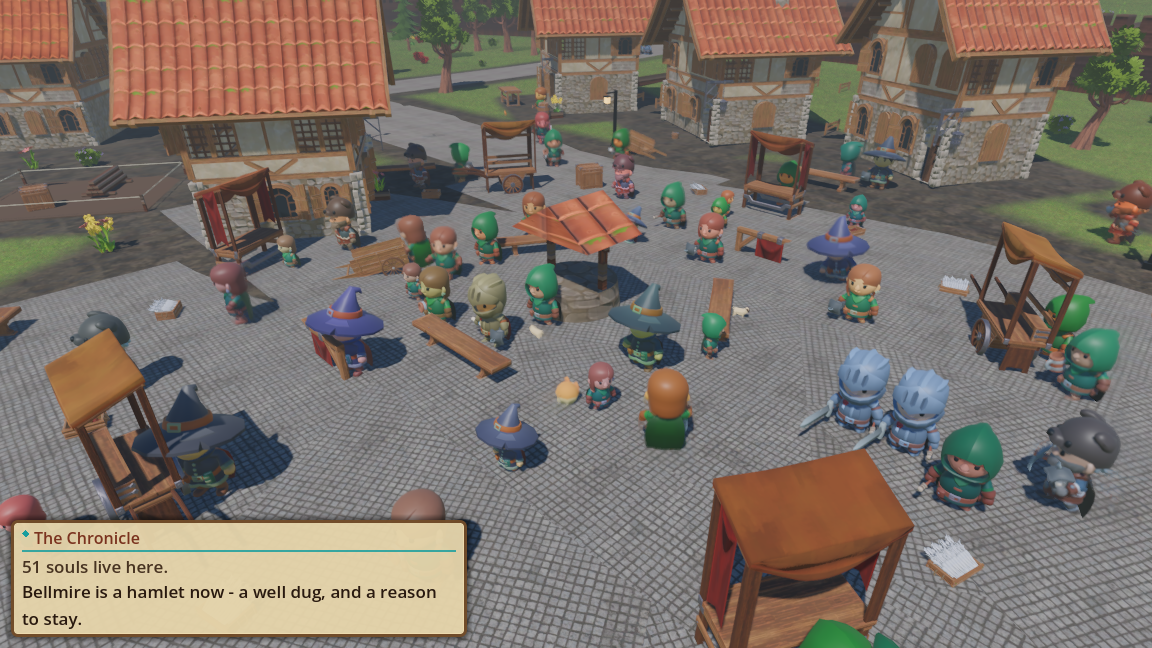 The Chronicle
51 souls live here.
Bellmire is a hamlet now - a well dug, and a reason
to stay.